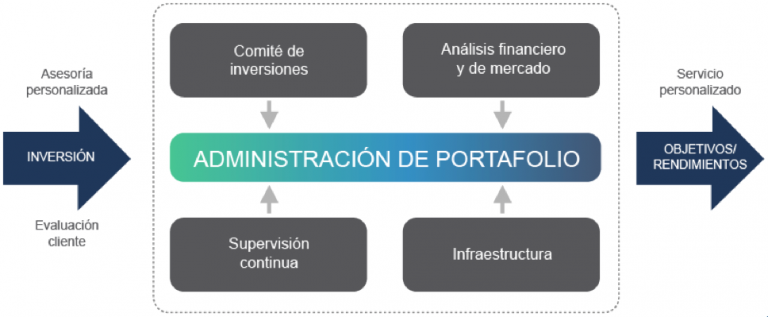 Asesoría
personalizada
INVERSIÓN
Evaluación
cliente
Comité de
inversiones
Análisis financiero
y de mercado
ADMINISTRACIÓN DE PORTAFOLIO
Supervisión
continua
Infraestructura
Servicio
personalizado
OBJETIVOS/
RENDIMIENTOS